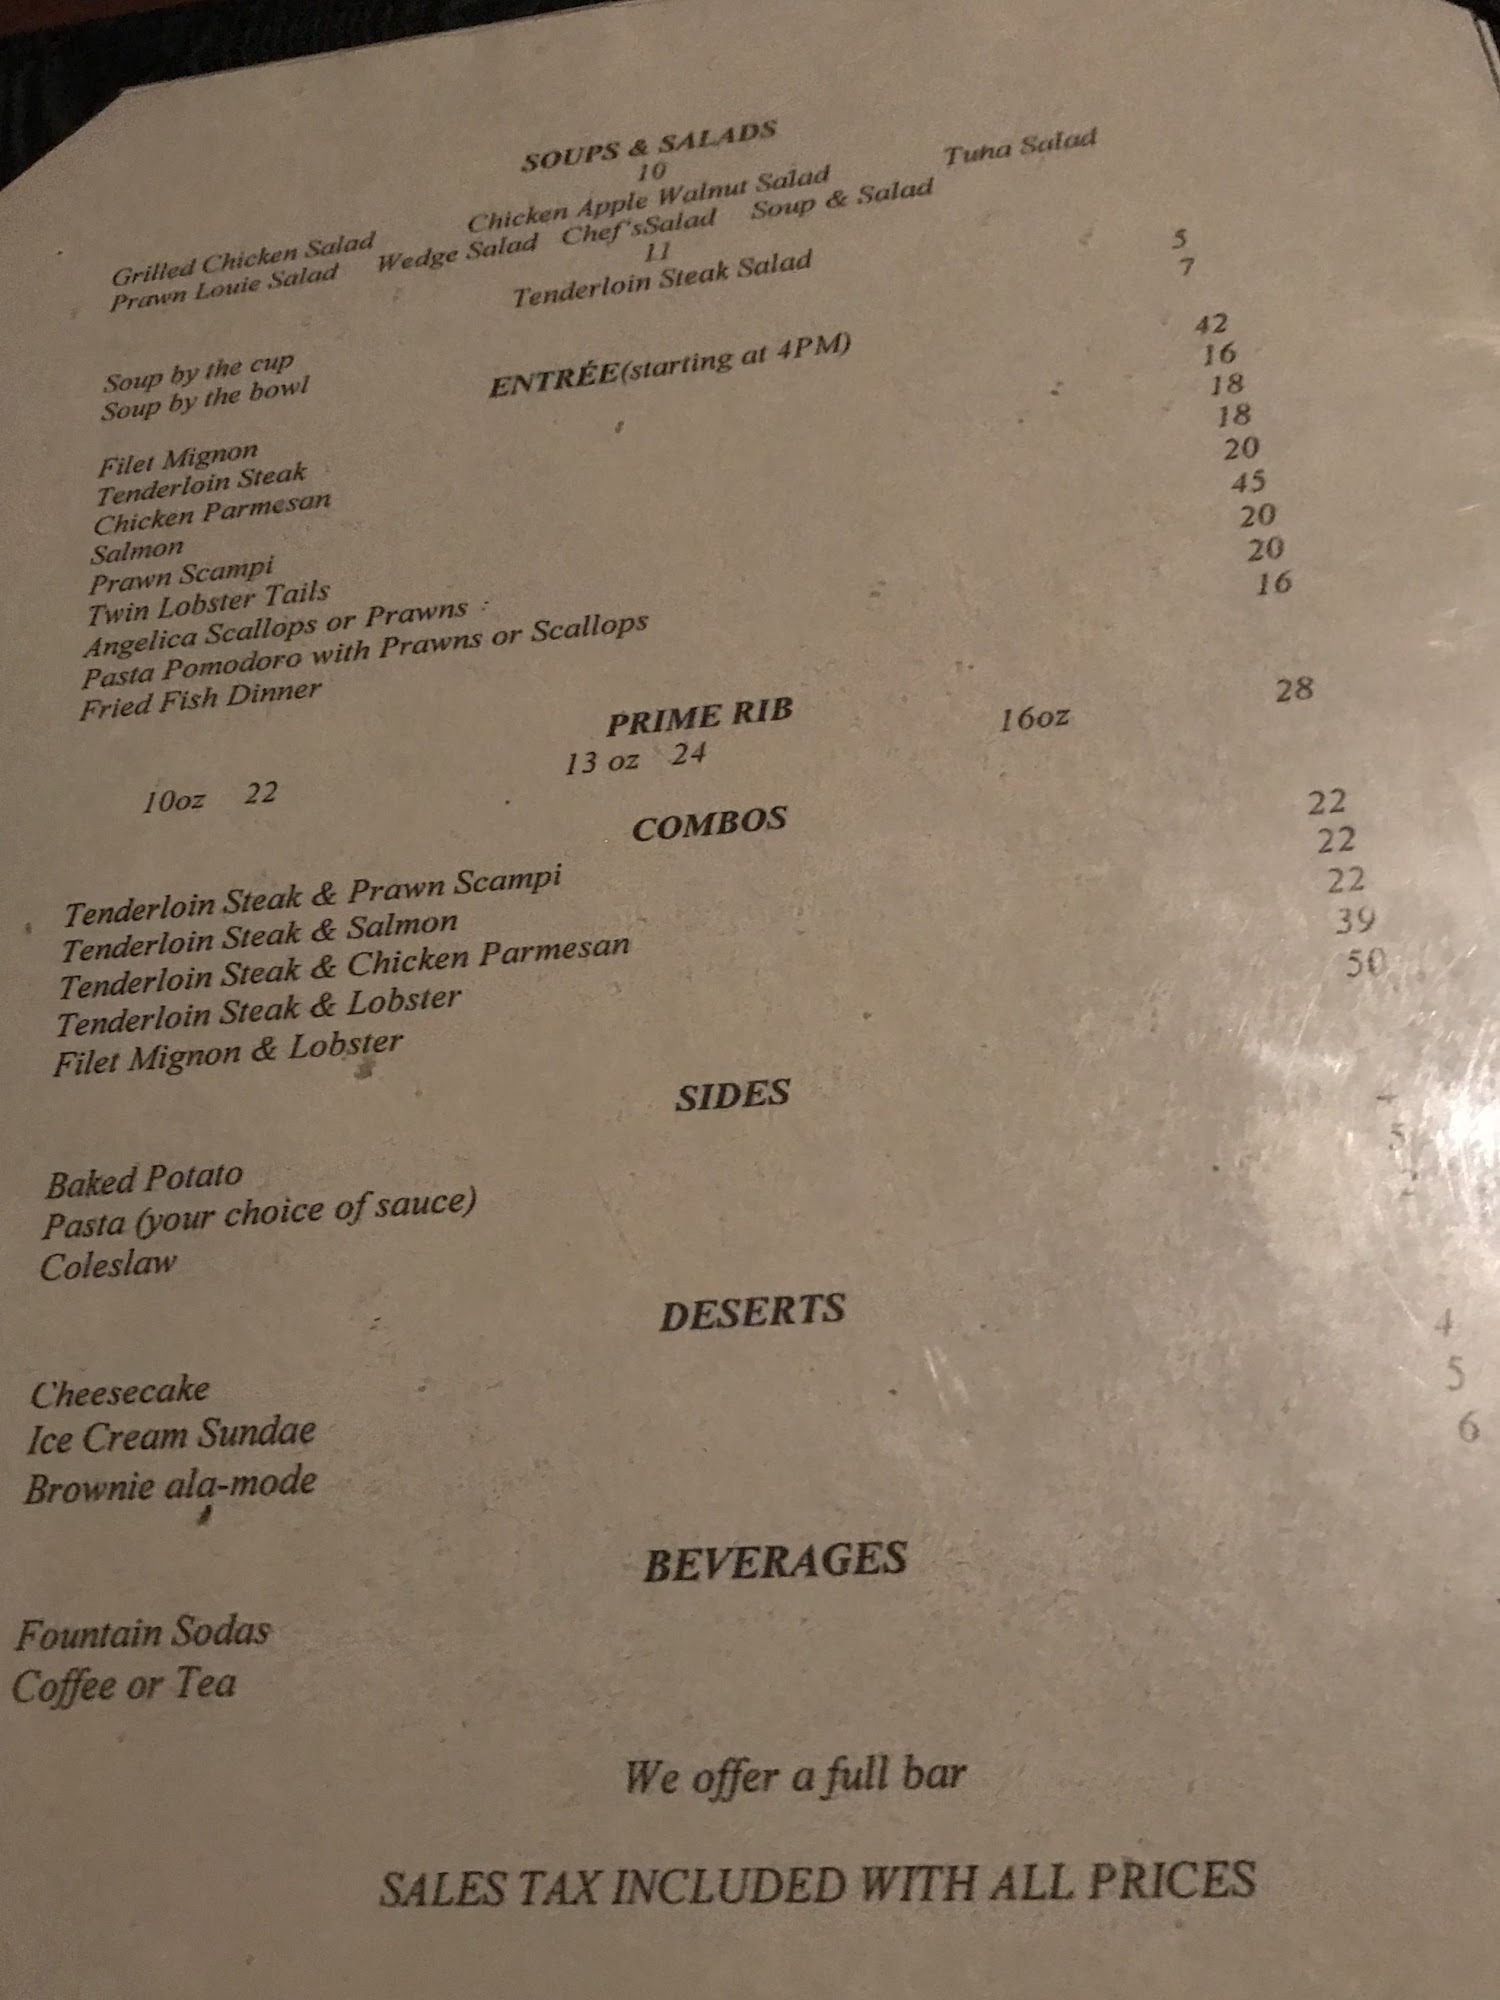 SOUPS & SALADS
10
Grilled Chicken Salad Chicken Apple Walnut Salad Tuna Salad
Prawn Louie Salad Wedge Salad Chef'sSalad Soup & Salad
11
Tenderloin Steak Salad
Soup by the cup 5
Soup by the bowl 7
ENTRÉE(starting at 4PM)
Filet Mignon 42
Tenderloin Steak 16
Chicken Parmesan 18
Salmon 18
Prawn Scampi 20
Twin Lobster Tails 45
Angelica Scallops or Prawns 20
Pasta Pomodoro with Prawns or Scallops 20
Fried Fish Dinner 16
PRIME RIB
10oz 22 13 oz 24 16oz 28
COMBOS
Tenderloin Steak & Prawn Scampi 22
Tenderloin Steak & Salmon 22
Tenderloin Steak & Chicken Parmesan 22
Tenderloin Steak & Lobster 39
Filet Mignon & Lobster 50
SIDES
Baked Potato 4
Pasta (your choice of sauce) 5
Coleslaw
DESERTS
Cheesecake 4
Ice Cream Sundae 5
Brownie ala-mode 6
BEVERAGES
Fountain Sodas
Coffee or Tea
We offer a full bar
SALES TAX INCLUDED WITH ALL PRICES